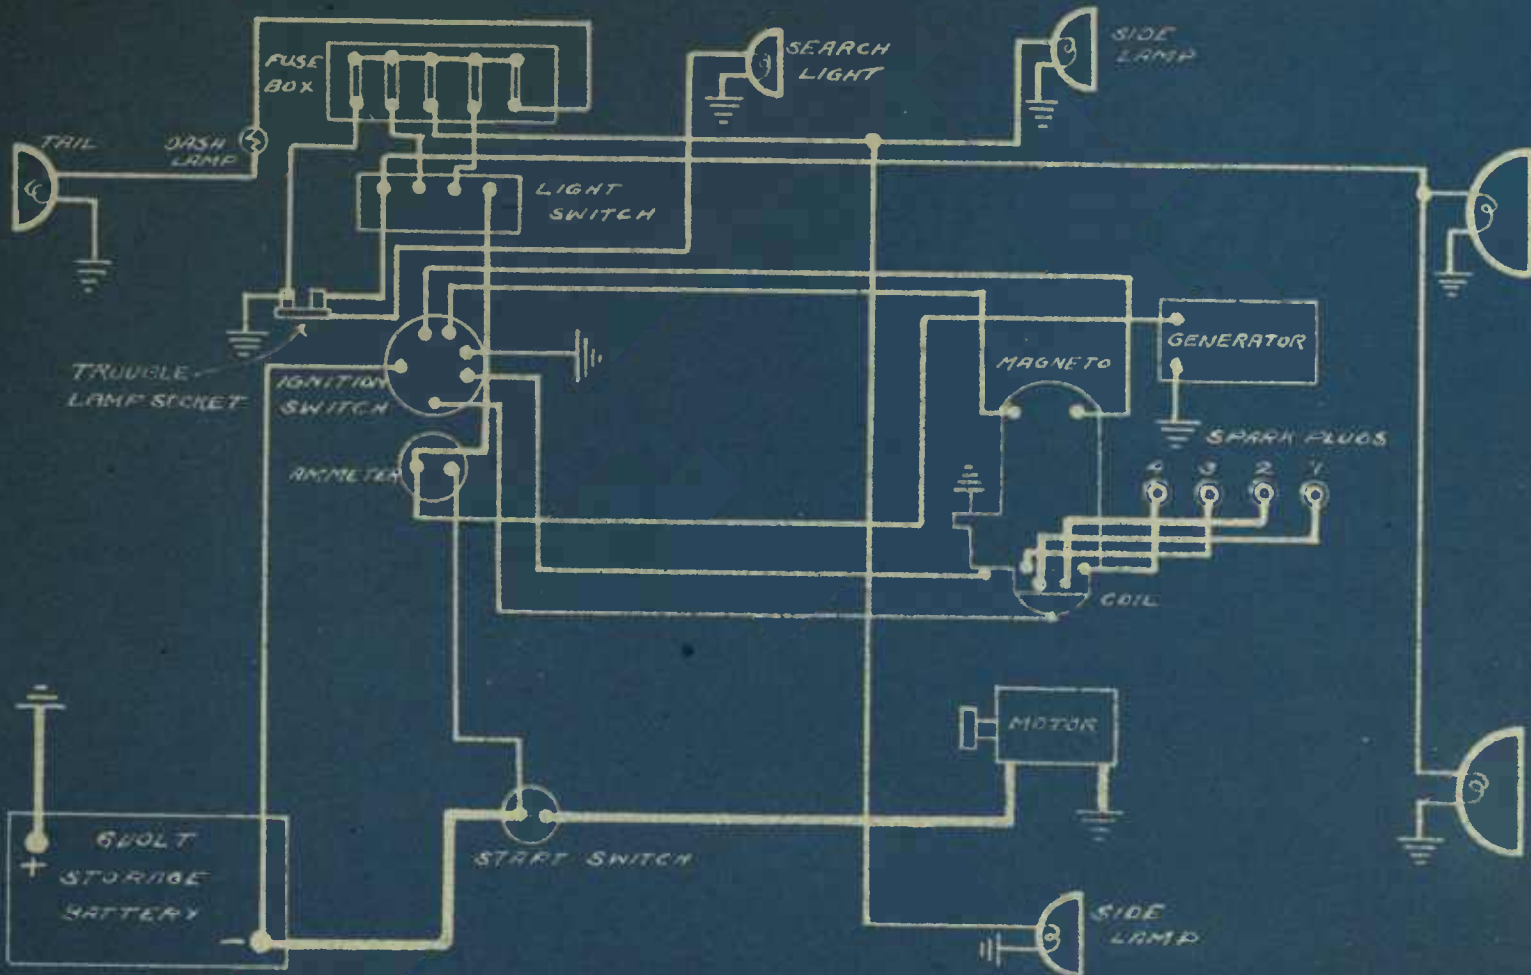 SEARCH
LIGHT
SIDE
LAMP
FUSE
BOX
TAIL
DASH
LAMP
LIGHT
SWITCH
TROUBLE
LAMP SOCKET
IGNITION
SWITCH
AMMETER
MAGNETO
GENERATOR
SPARK PLUGS
4 3 2 1
COIL
MOTOR
6 VOLT
+
STORAGE
BATTERY
-
START SWITCH
SIDE
LAMP